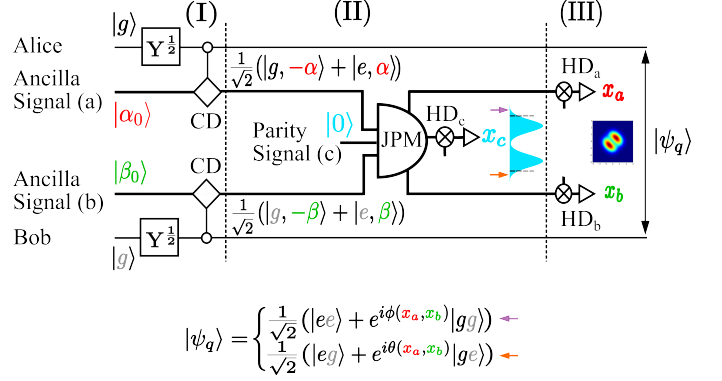 (I) (II) (III)
|g⟩
Alice
Y^{1/2}
1/√2 (|g, -α⟩ + |e, α⟩)
HD_a
Ancilla
Signal (a)
x_a
|α_0⟩
CD
|0⟩
HD_c
Parity
Signal (c)
JPM
x_c
|ψ_q⟩
CD
|β_0⟩
Ancilla
Signal (b)
x_b
1/√2 (|g, -β⟩ + |e, β⟩)
HD_b
Bob
Y^{1/2}
|g⟩
|ψ_q⟩ = {
1/√2 (|ee⟩ + e^{iϕ(x_a,x_b)}|gg⟩)
1/√2 (|eg⟩ + e^{iθ(x_a,x_b)}|ge⟩)